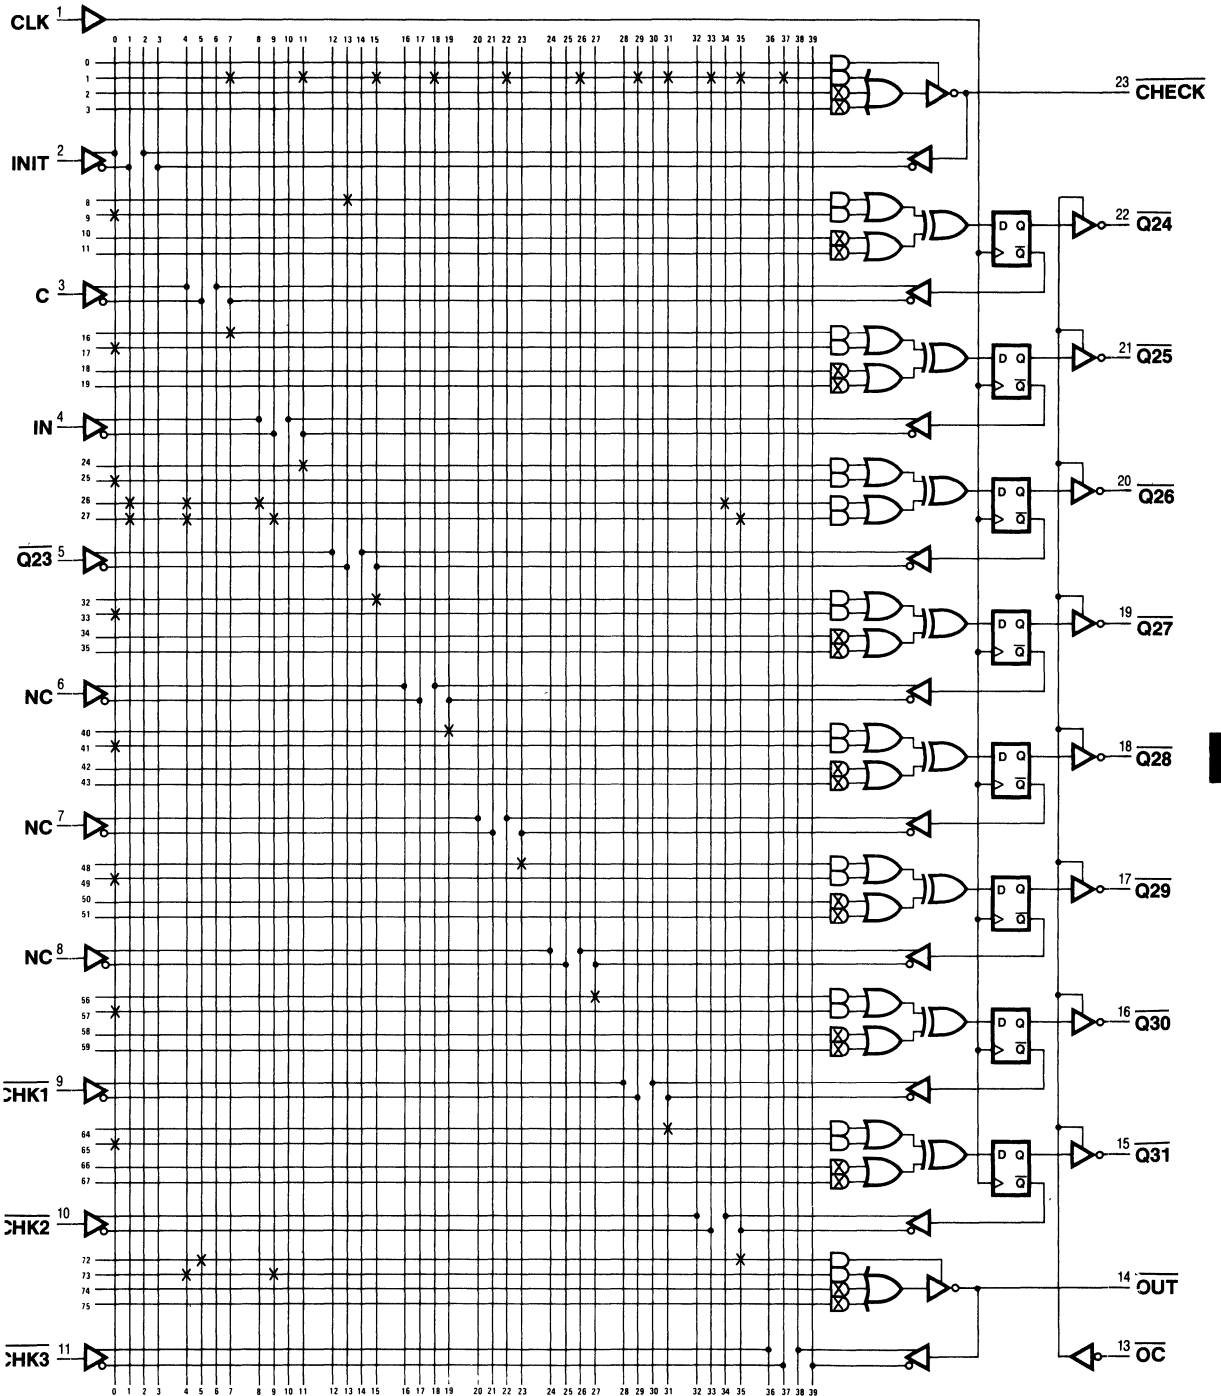 CLK 1
0 1 2 3 4 5 6 7 8 9 10 11 12 13 14 15 16 17 18 19 20 21 22 23 24 25 26 27 28 29 30 31 32 33 34 35 36 37 38 39
0
1
2
3
23 CHECK
INIT 2
8
9
10
11
D Q
Q
22 Q24
C 3
16
17
18
19
D Q
Q
21 Q25
IN 4
24
25
26
27
D Q
Q
20 Q26
Q23 5
32
33
34
35
D Q
Q
19 Q27
NC 6
40
41
42
43
D Q
Q
18 Q28
NC 7
48
49
50
51
D Q
Q
17 Q29
NC 8
56
57
58
59
D Q
Q
16 Q30
CHK1 9
64
65
66
67
D Q
Q
15 Q31
CHK2 10
72
73
74
75
14 OUT
CHK3 11
13 OC
0 1 2 3 4 5 6 7 8 9 10 11 12 13 14 15 16 17 18 19 20 21 22 23 24 25 26 27 28 29 30 31 32 33 34 35 36 37 38 39